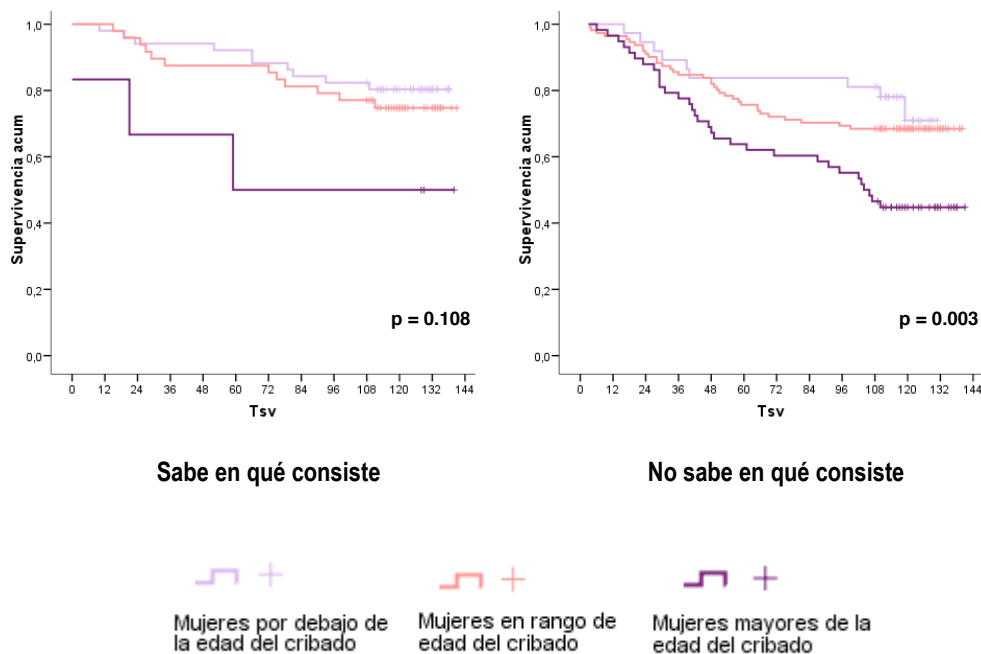 1,0
0,8
0,6
0,4
0,2
0,0
Supervivencia acum
p = 0.108
0 12 24 36 48 60 72 84 96 108 120 132 144
Tsv
Sabe en qué consiste
1,0
0,8
0,6
0,4
0,2
0,0
Supervivencia acum
p = 0.003
0 12 24 36 48 60 72 84 96 108 120 132 144
Tsv
No sabe en qué consiste
Mujeres por debajo de
la edad del cribado
Mujeres en rango de
edad del cribado
Mujeres mayores de la
edad del cribado